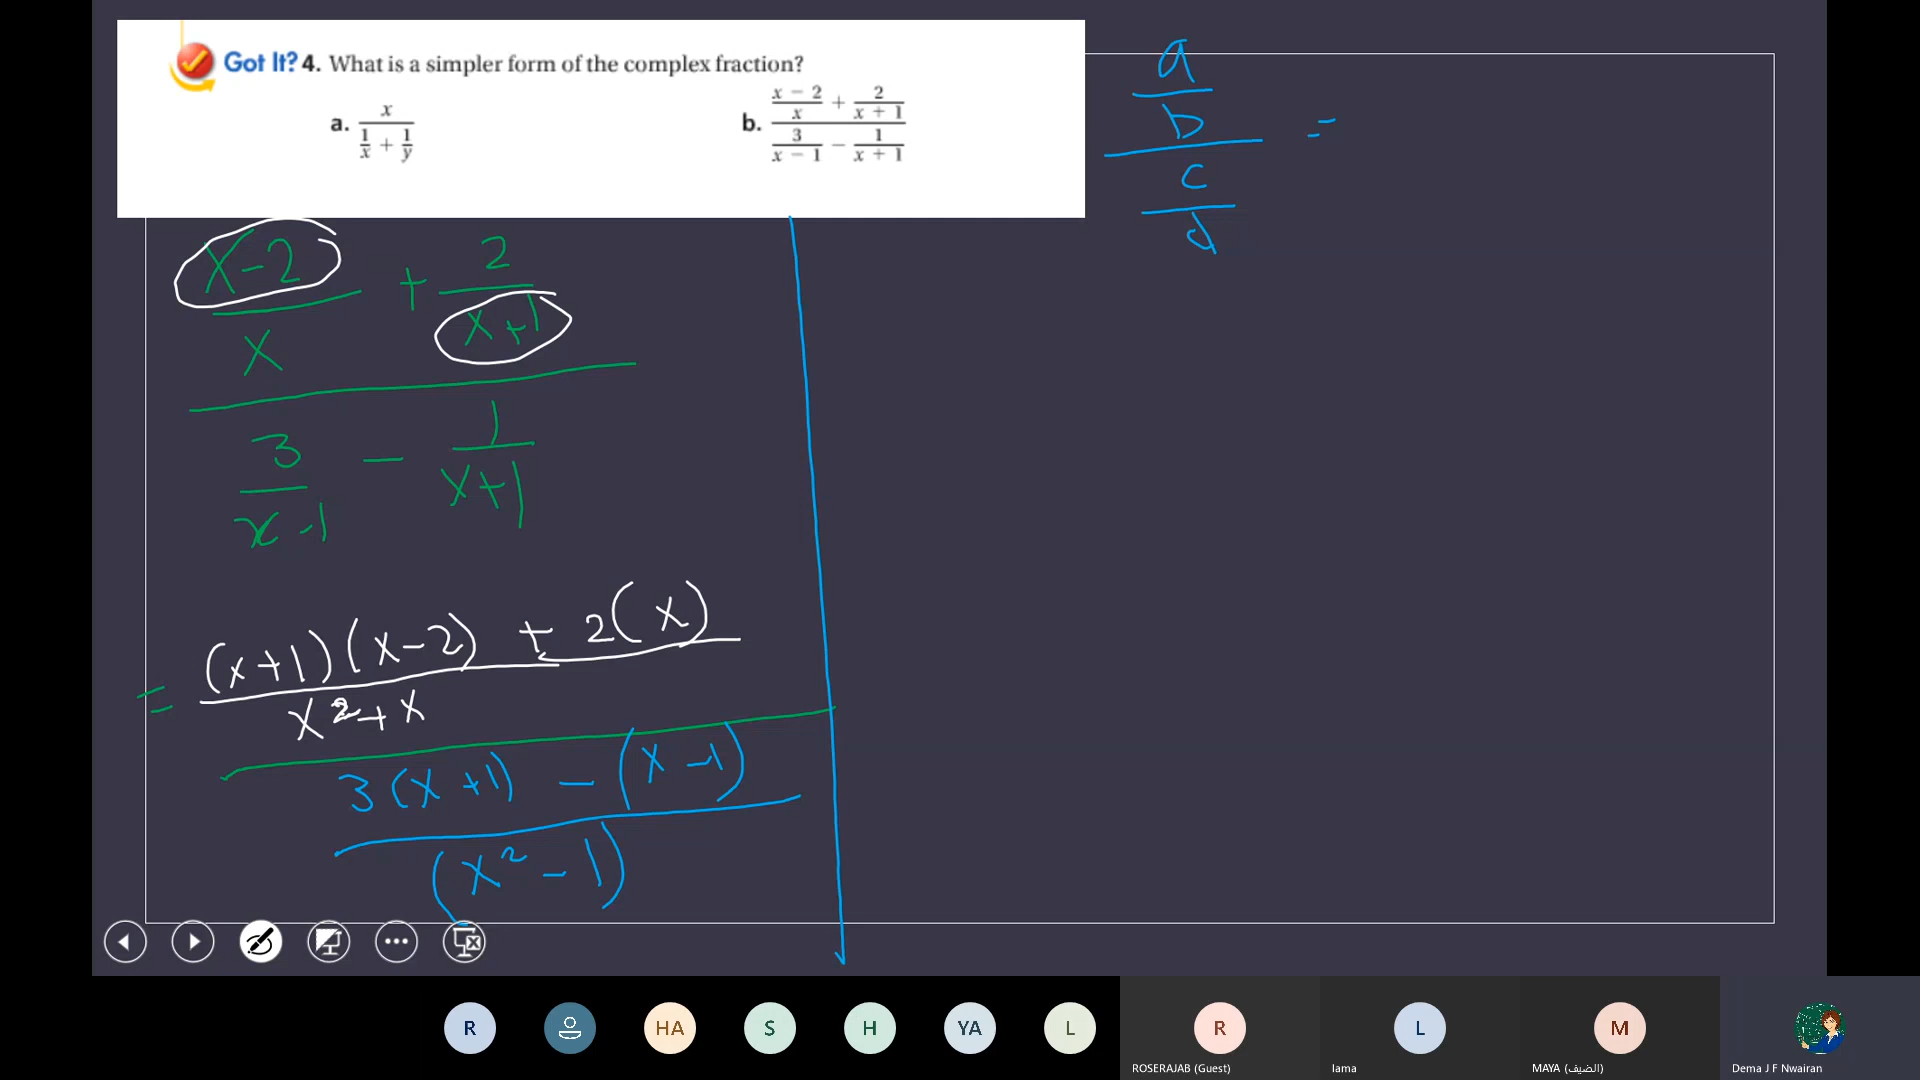 Got It? 4. What is a simpler form of the complex fraction?
a. x / (1/x + 1/y)
b. ((x − 2)/x + 2/(x + 1)) / (3/(x − 1) − 1/(x + 1))
(a/b) / (c/d) =
((x-2)/x + 2/(x+1)) / (3/(x-1) - 1/(x+1))
= (((x+1)(x-2) + 2(x)) / (x²+x)) / ((3(x+1) - (x-1)) / (x²-1))
R HA S H YA L R L M
ROSERAJAB (Guest)
lama
MAYA (الضيف)
Dema J F Nwairan